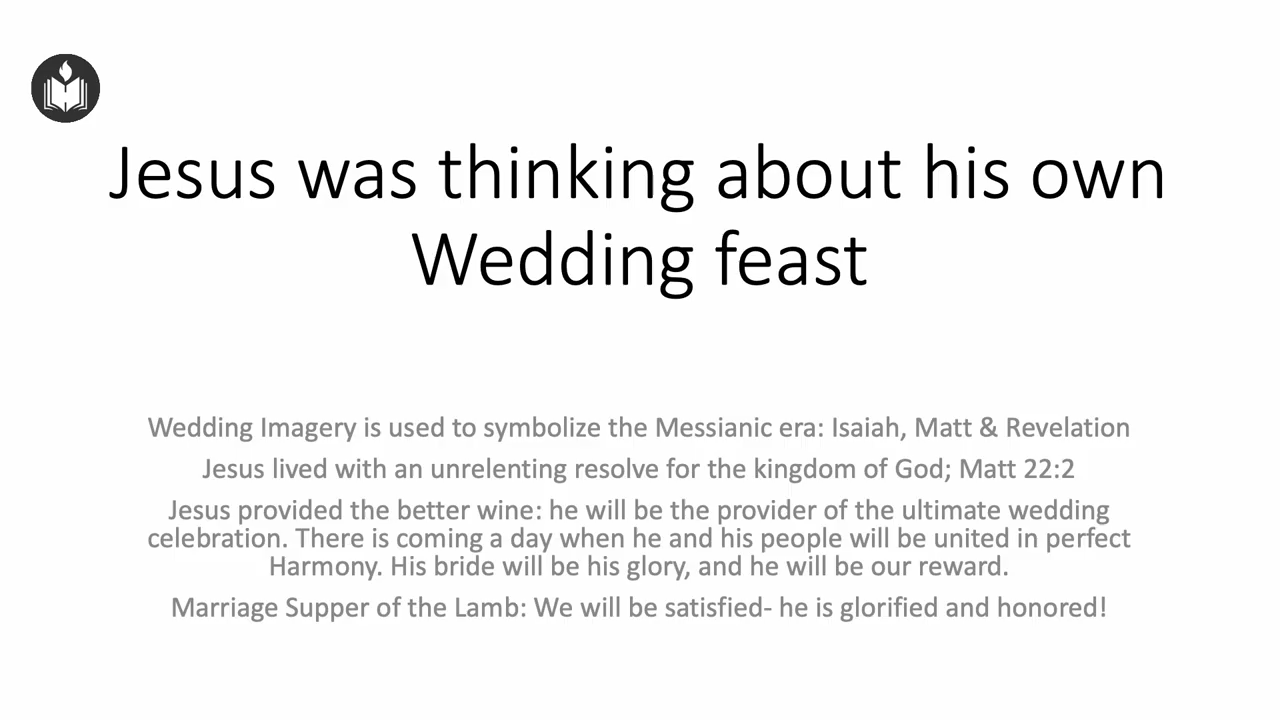 Jesus was thinking about his own
Wedding feast
Wedding Imagery is used to symbolize the Messianic era: Isaiah, Matt & Revelation
Jesus lived with an unrelenting resolve for the kingdom of God; Matt 22:2
Jesus provided the better wine: he will be the provider of the ultimate wedding
celebration. There is coming a day when he and his people will be united in perfect
Harmony. His bride will be his glory, and he will be our reward.
Marriage Supper of the Lamb: We will be satisfied- he is glorified and honored!